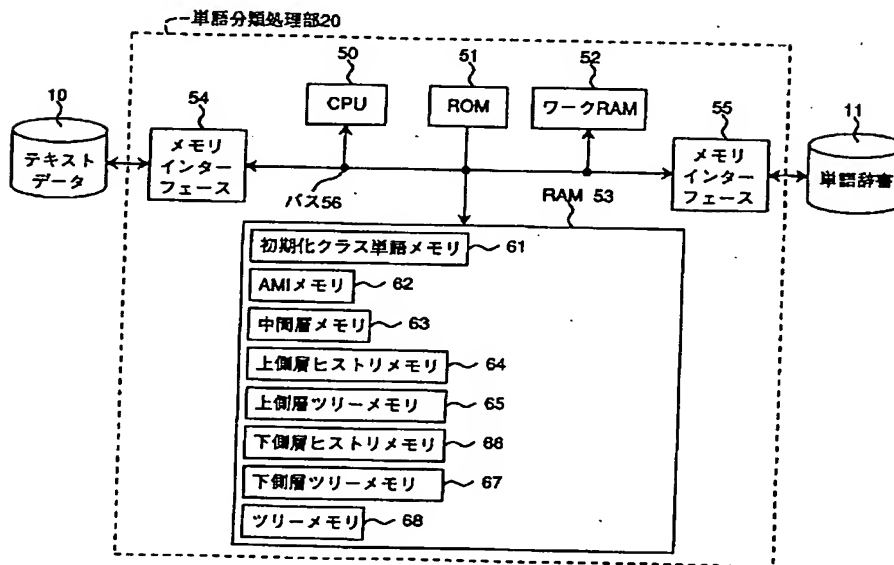 単語分類処理部20
50
51
52
CPU
ROM
ワークRAM
10
54
55
11
テキスト
データ
メモリ
インター
フェース
メモリ
インター
フェース
単語辞書
バス56
RAM 53
初期化クラス単語メモリ 61
AMIメモリ 62
中間層メモリ 63
上側層ヒストリメモリ 64
上側層ツリーメモリ 65
下側層ヒストリメモリ 66
下側層ツリーメモリ 67
ツリーメモリ 68